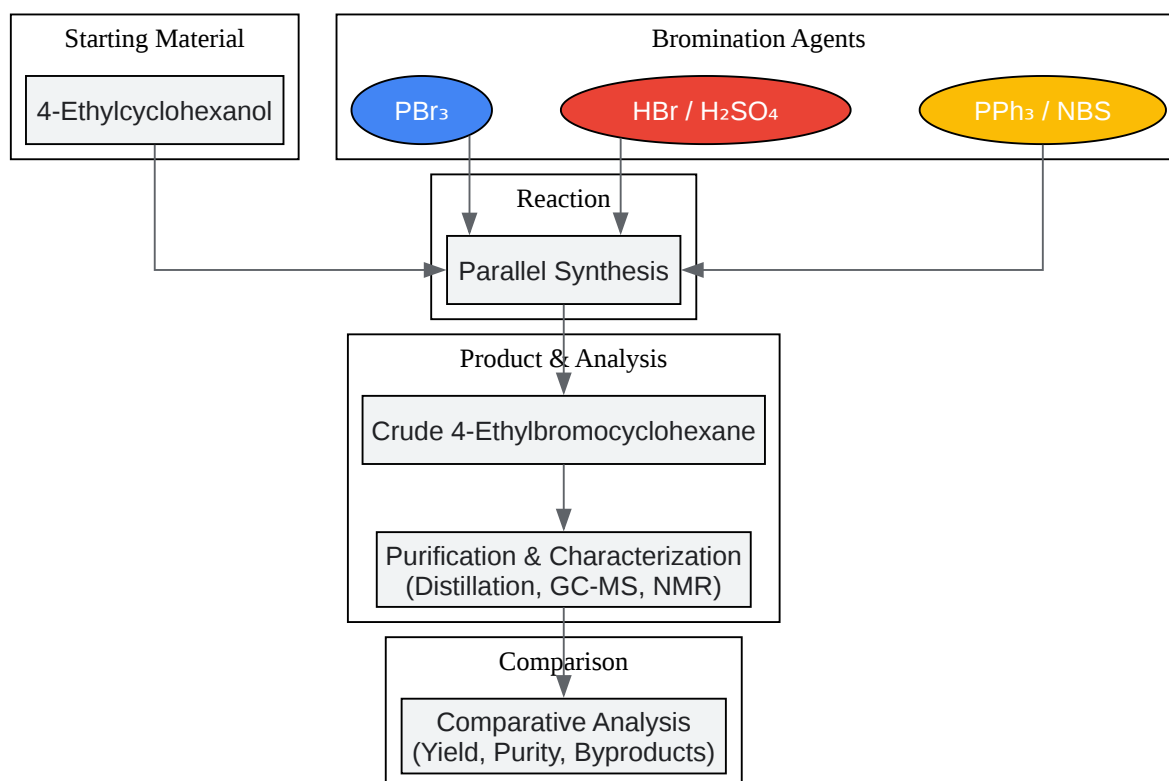 Starting Material
Bromination Agents
4-Ethylcyclohexanol
PBr₃
HBr / H₂SO₄
PPh₃ / NBS
Reaction
Parallel Synthesis
Product & Analysis
Crude 4-Ethylbromocyclohexane
Purification & Characterization
(Distillation, GC-MS, NMR)
Comparison
Comparative Analysis
(Yield, Purity, Byproducts)